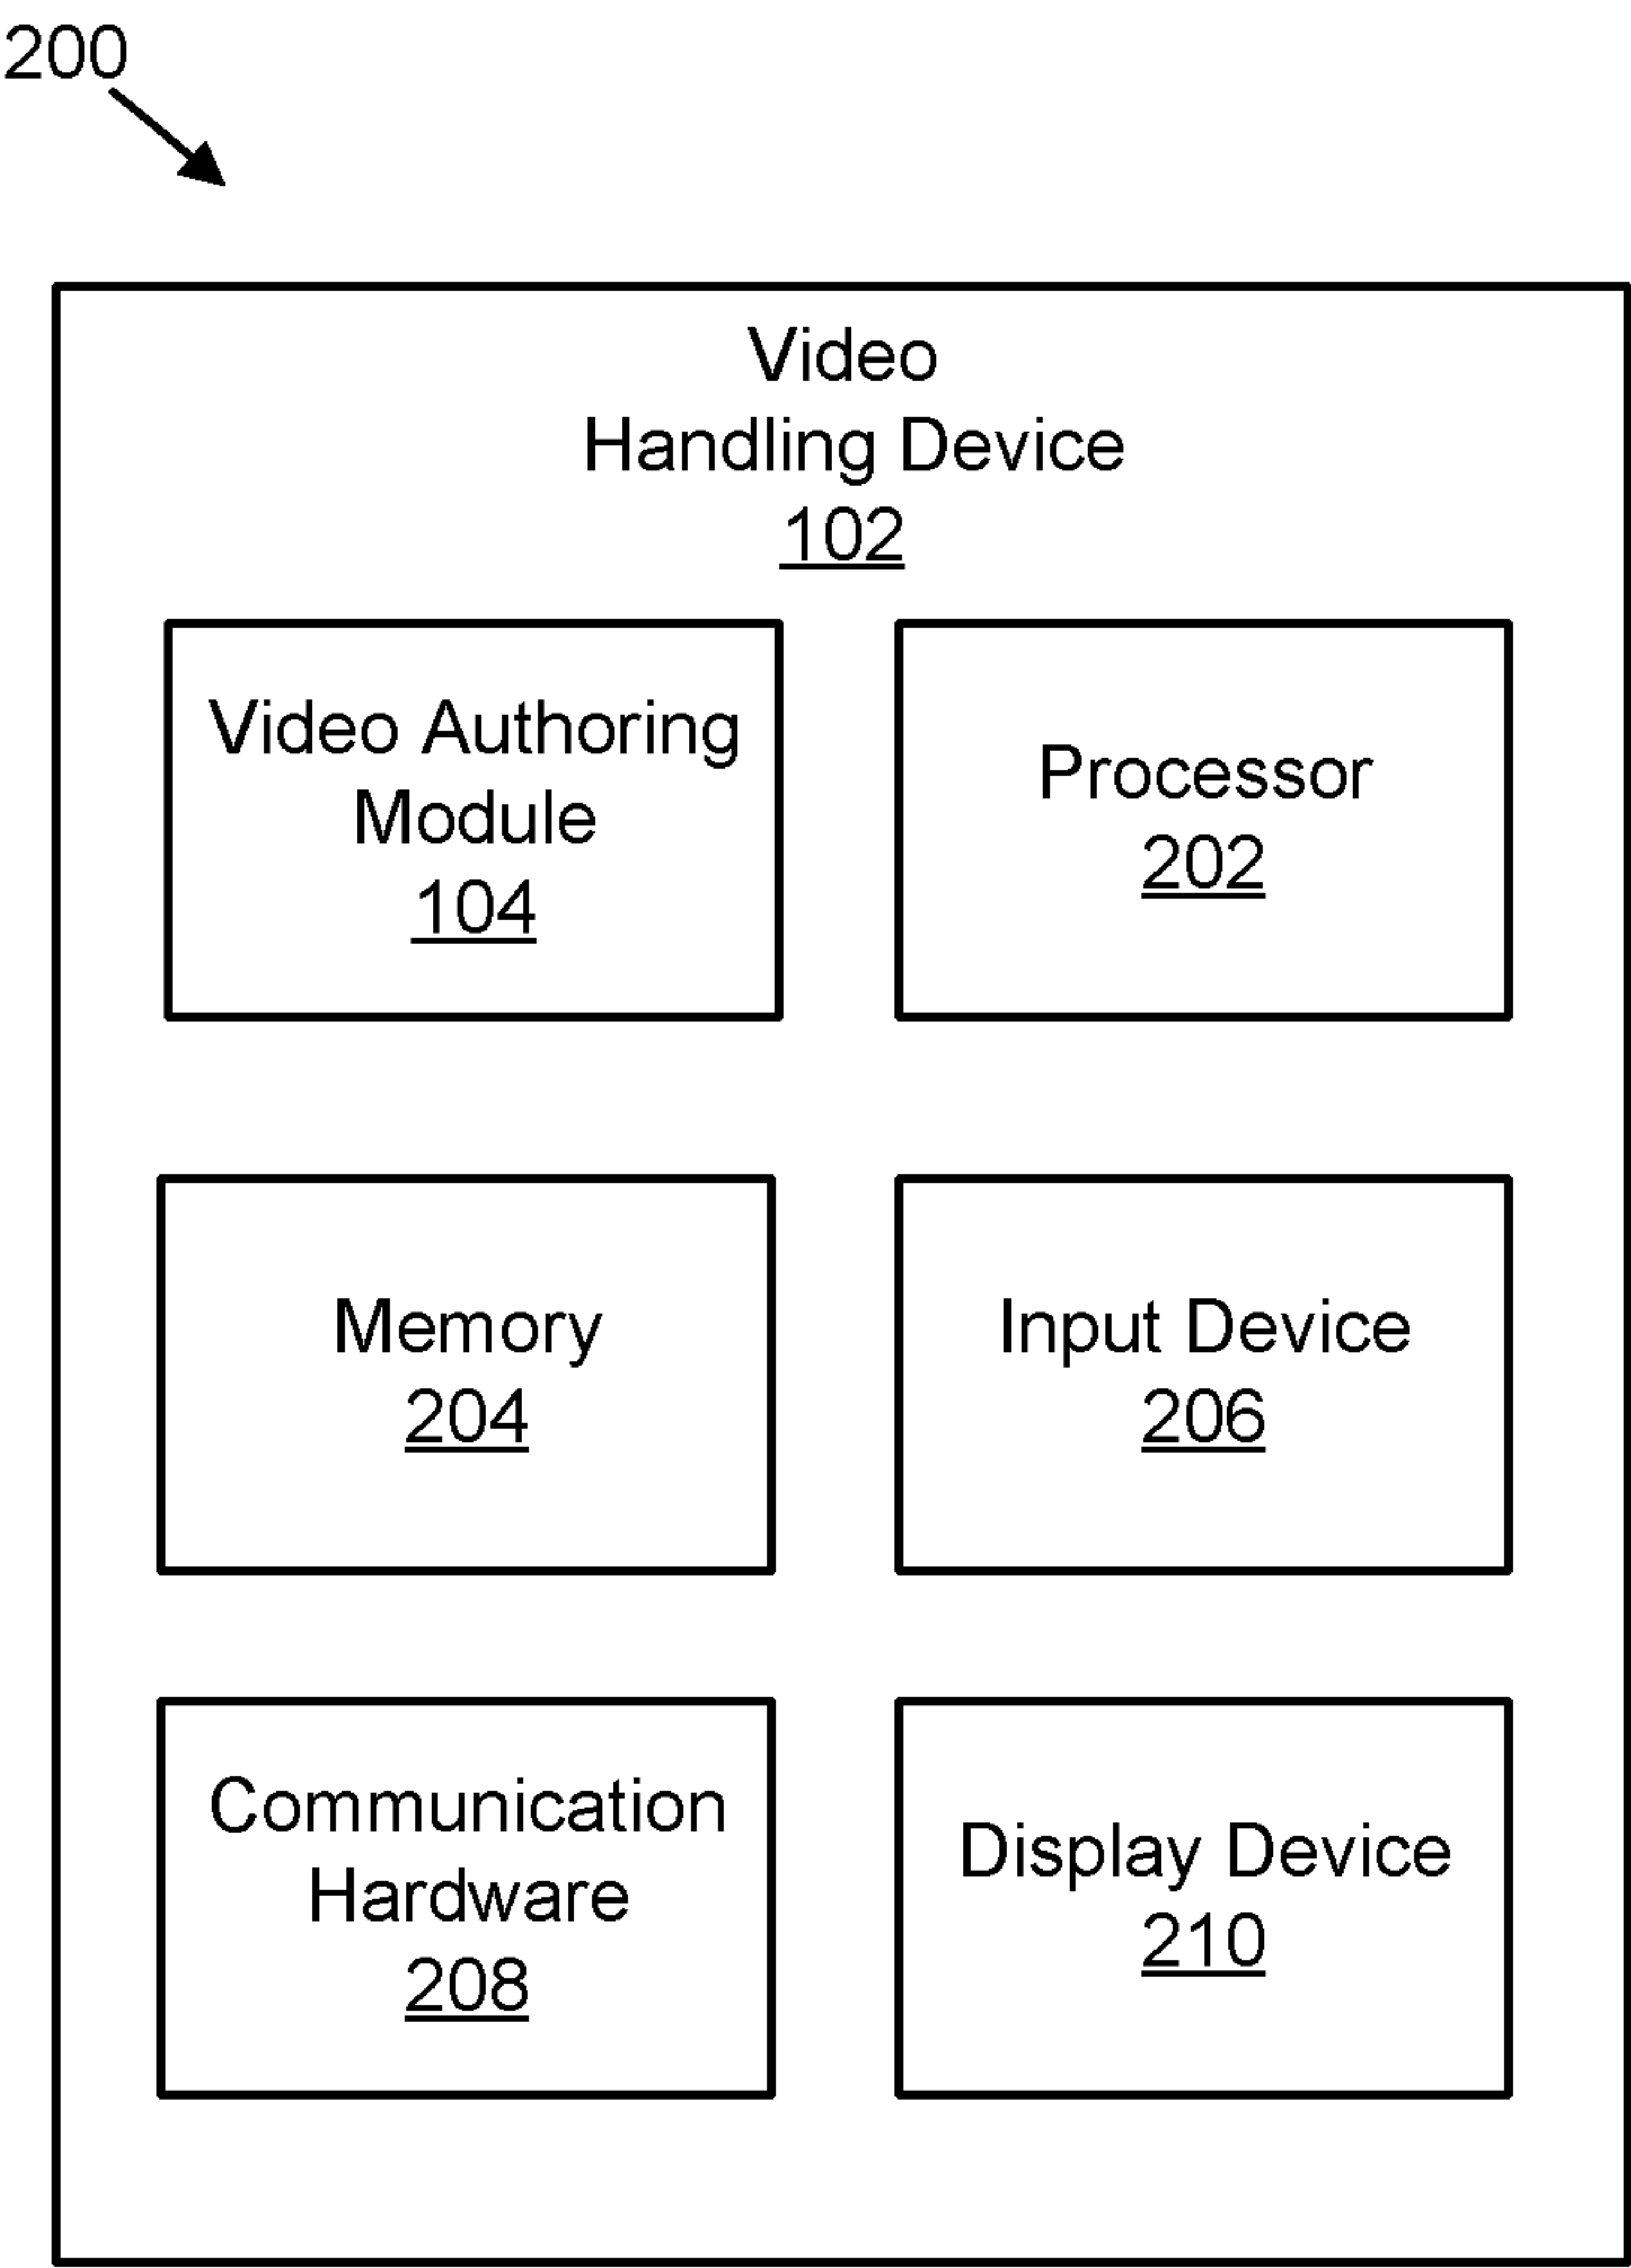 200
Video
Handling Device
102
Video Authoring
Module
104
Processor
202
Memory
204
Input Device
206
Communication
Hardware
208
Display Device
210